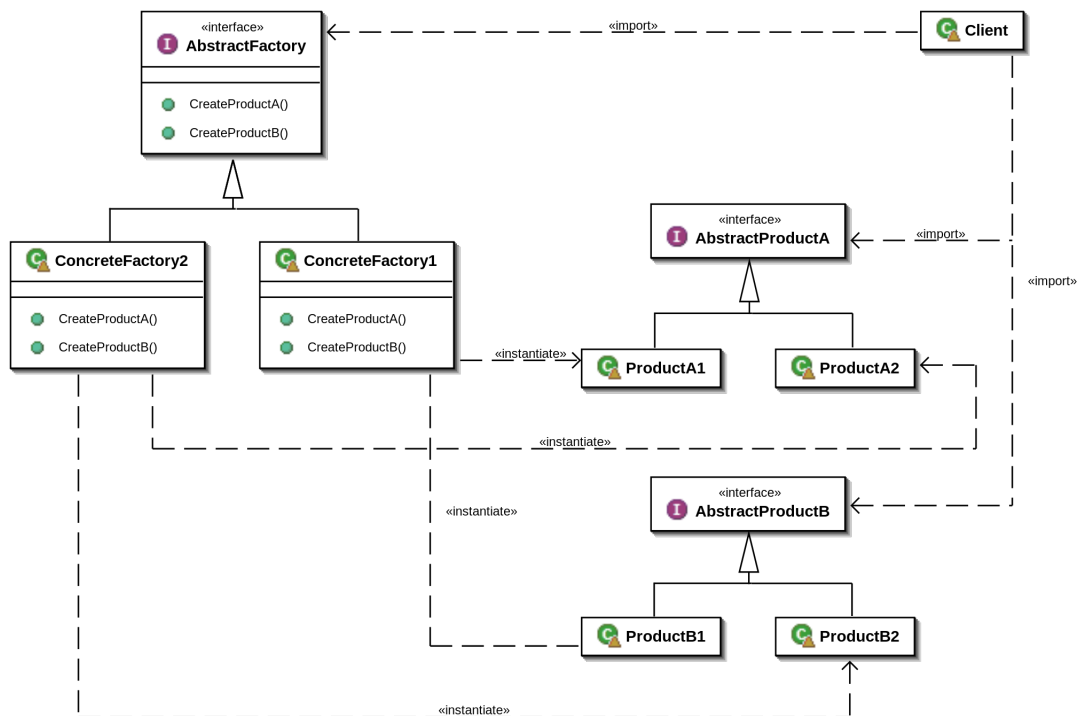 «interface»
AbstractFactory
CreateProductA()
CreateProductB()
«import»
Client
«interface»
AbstractProductA
«import»
«import»
ConcreteFactory2
CreateProductA()
CreateProductB()
ConcreteFactory1
CreateProductA()
CreateProductB()
«instantiate»
ProductA1
ProductA2
«instantiate»
«interface»
AbstractProductB
«instantiate»
ProductB1
ProductB2
«instantiate»